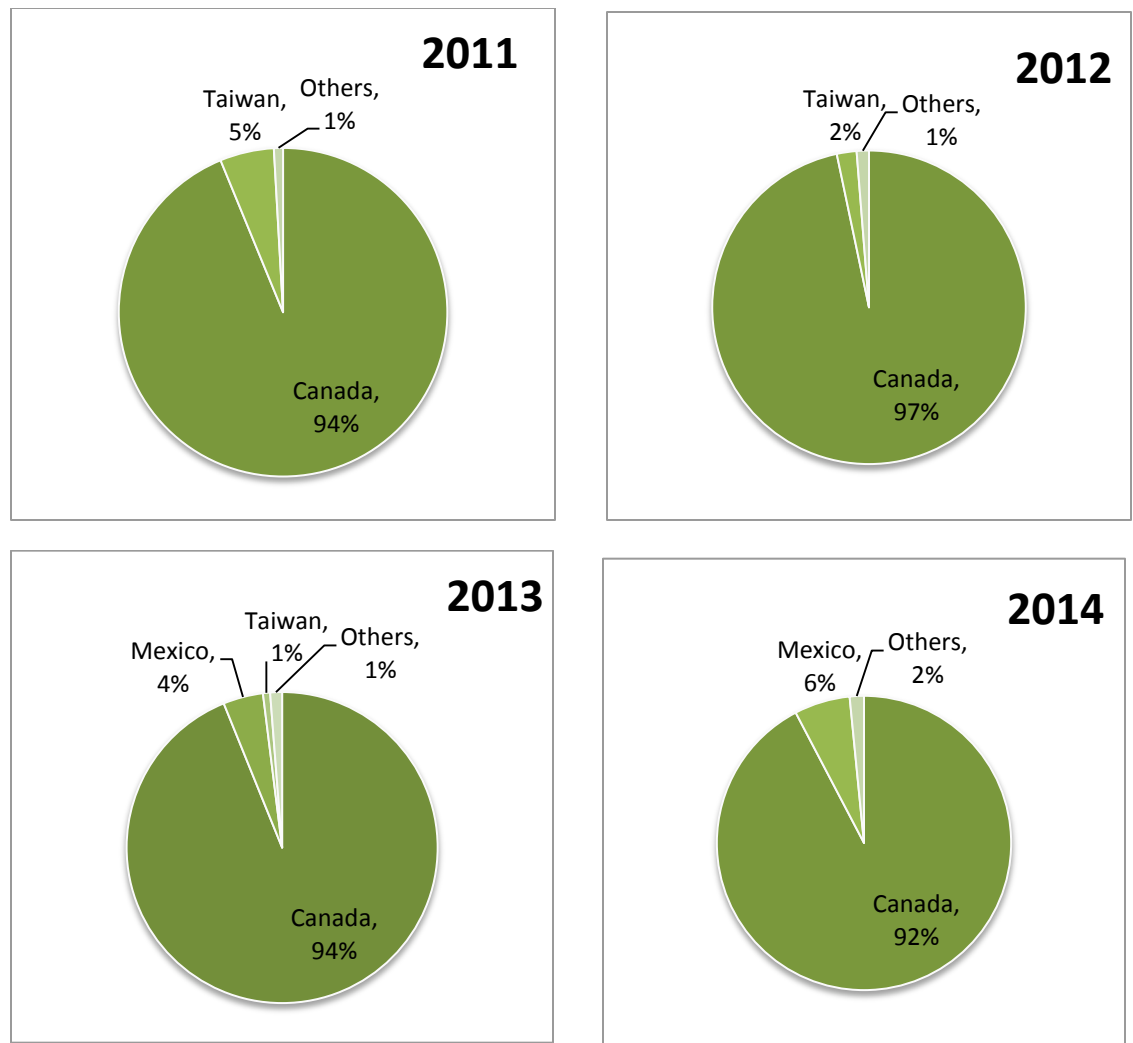 2011
Taiwan,
5%
Others,
1%
Canada,
94%
2012
Taiwan,
2%
Others,
1%
Canada,
97%
2013
Mexico,
4%
Taiwan,
1%
Others,
1%
Canada,
94%
2014
Mexico,
6%
Others,
2%
Canada,
92%